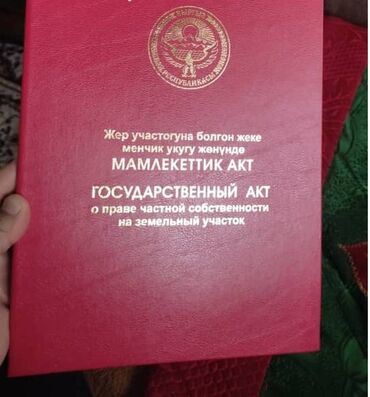 Жер участогуна болгон жеке
менчик укугу жөнүндө
МАМЛЕКЕТТИК АКТ
ГОСУДАРСТВЕННЫЙ АКТ
о праве частной собственности
на земельный участок